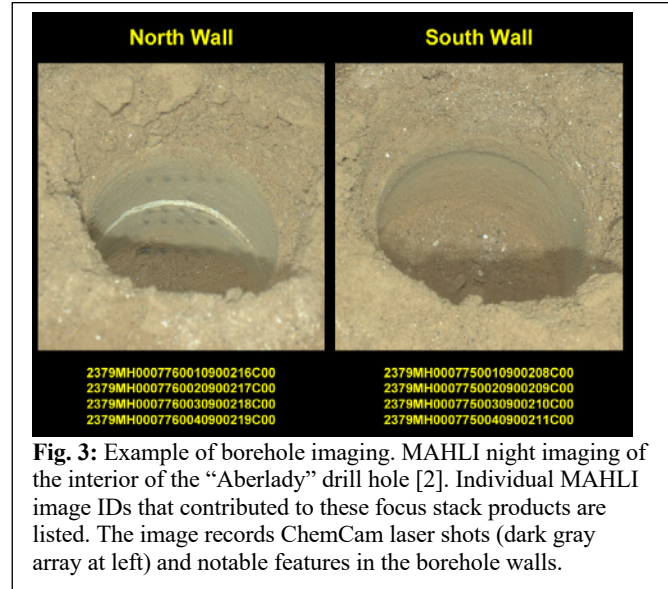 North Wall
South Wall
2379MH0007760010900216C00
2379MH0007760020900217C00
2379MH0007760030900218C00
2379MH0007760040900219C00
2379MH0007750010900208C00
2379MH0007750020900209C00
2379MH0007750030900210C00
2379MH0007750040900211C00
Fig. 3: Example of borehole imaging. MAHLI night imaging of
the interior of the “Aberlady” drill hole [2]. Individual MAHLI
image IDs that contributed to these focus stack products are
listed. The image records ChemCam laser shots (dark gray
array at left) and notable features in the borehole walls.